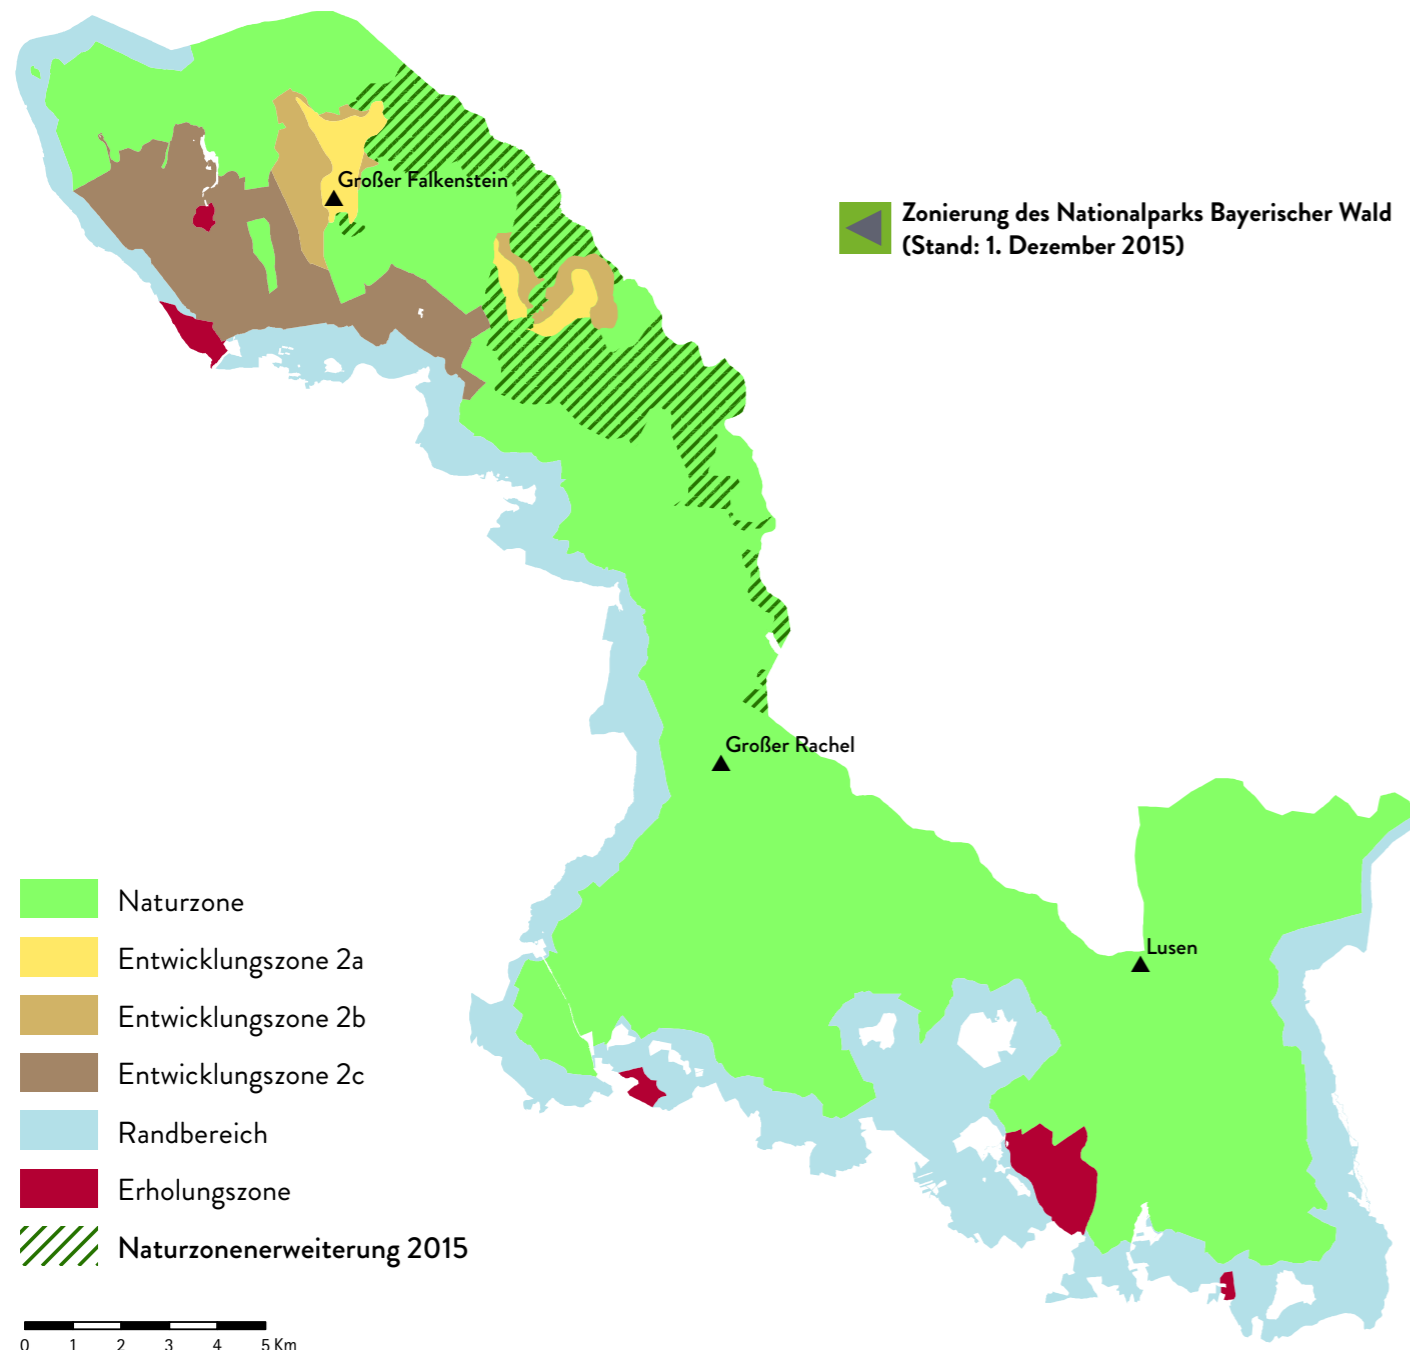 Großer Falkenstein
Zonierung des Nationalparks Bayerischer Wald
(Stand: 1. Dezember 2015)
Großer Rachel
Lusen
Naturzone
Entwicklungszone 2a
Entwicklungszone 2b
Entwicklungszone 2c
Randbereich
Erholungszone
Naturzonenerweiterung 2015
0 1 2 3 4 5 Km